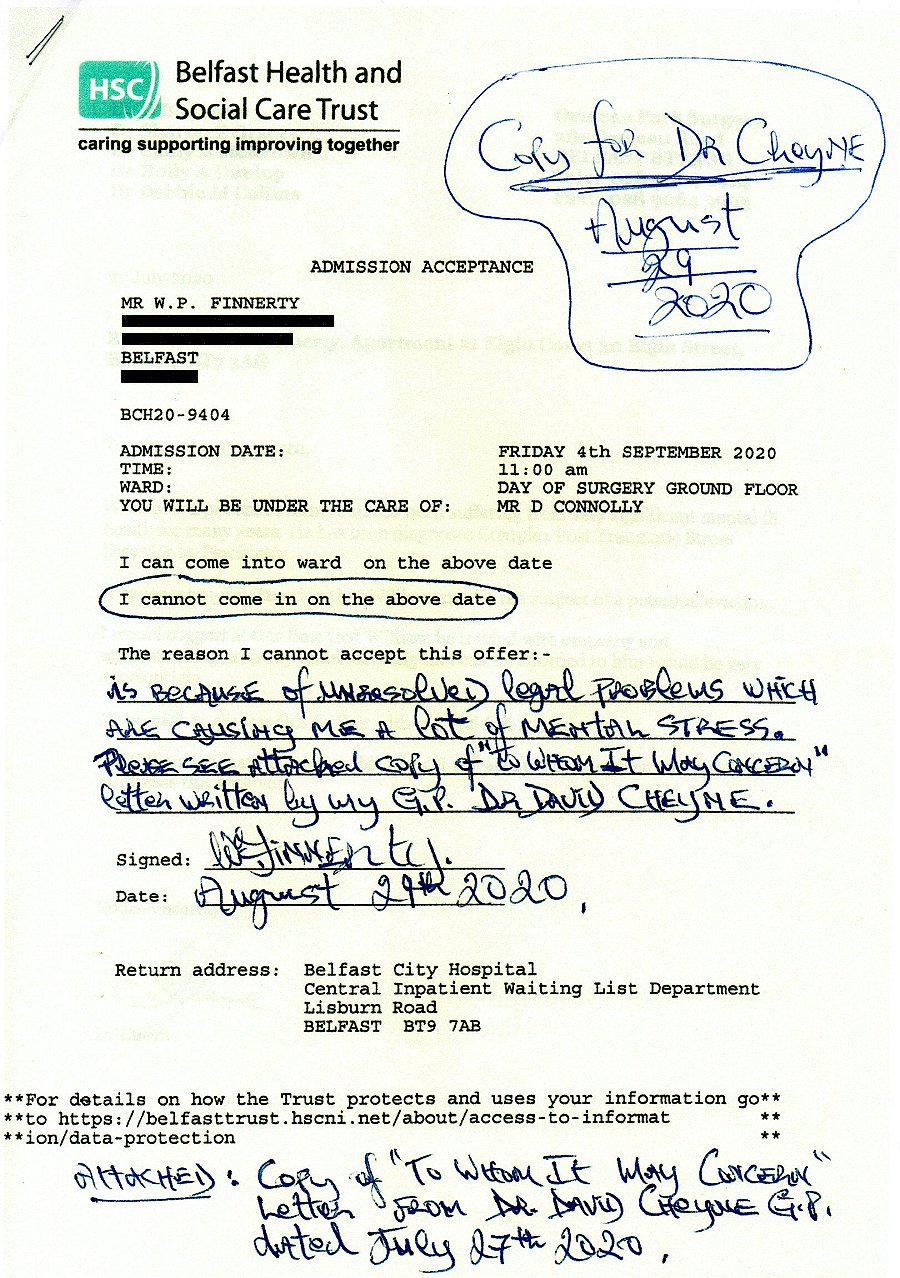 HSC
Belfast Health and
Social Care Trust
caring supporting improving together
Copy for DR Cheyne
August
29
2020
ADMISSION ACCEPTANCE
MR W.P. FINNERTY
BELFAST
BCH20-9404
ADMISSION DATE: FRIDAY 4th SEPTEMBER 2020
TIME: 11:00 am
WARD: DAY OF SURGERY GROUND FLOOR
YOU WILL BE UNDER THE CARE OF: MR D CONNOLLY
I can come into ward on the above date
I cannot come in on the above date
The reason I cannot accept this offer:-
is because of unresolved legal problems which
are causing me a lot of mental stress.
Please see attached copy of "To Whom It May Concern"
letter written by my G.P. Dr David Cheyne.
Signed: W Finnerty.
Date: August 29th 2020.
Return address: Belfast City Hospital
Central Inpatient Waiting List Department
Lisburn Road
BELFAST BT9 7AB
**For details on how the Trust protects and uses your information go**
**to https://belfasttrust.hscni.net/about/access-to-informat **
**ion/data-protection **
ATTACHED: Copy of "To Whom It May Concern"
letter from Dr. David Cheyne G.P.
dated July 27th 2020.